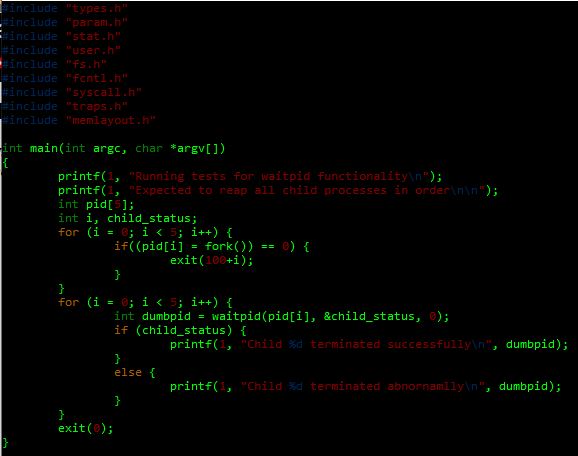 #include "types.h"
#include "param.h"
#include "stat.h"
#include "user.h"
#include "fs.h"
#include "fcntl.h"
#include "syscall.h"
#include "traps.h"
#include "memlayout.h"

int main(int argc, char *argv[])
{
        printf(1, "Running tests for waitpid functionality\n");
        printf(1, "Expected to reap all child processes in order\n\n");
        int pid[5];
        int i, child_status;
        for (i = 0; i < 5; i++) {
                if((pid[i] = fork()) == 0) {
                        exit(100+i);
                }
        }
        for (i = 0; i < 5; i++) {
                int dumbpid = waitpid(pid[i], &child_status, 0);
                if (child_status) {
                        printf(1, "Child %d terminated successfully\n", dumbpid);
                }
                else {
                        printf(1, "Child %d terminated abnornamlly\n", dumbpid);
                }
        }
        exit(0);
}